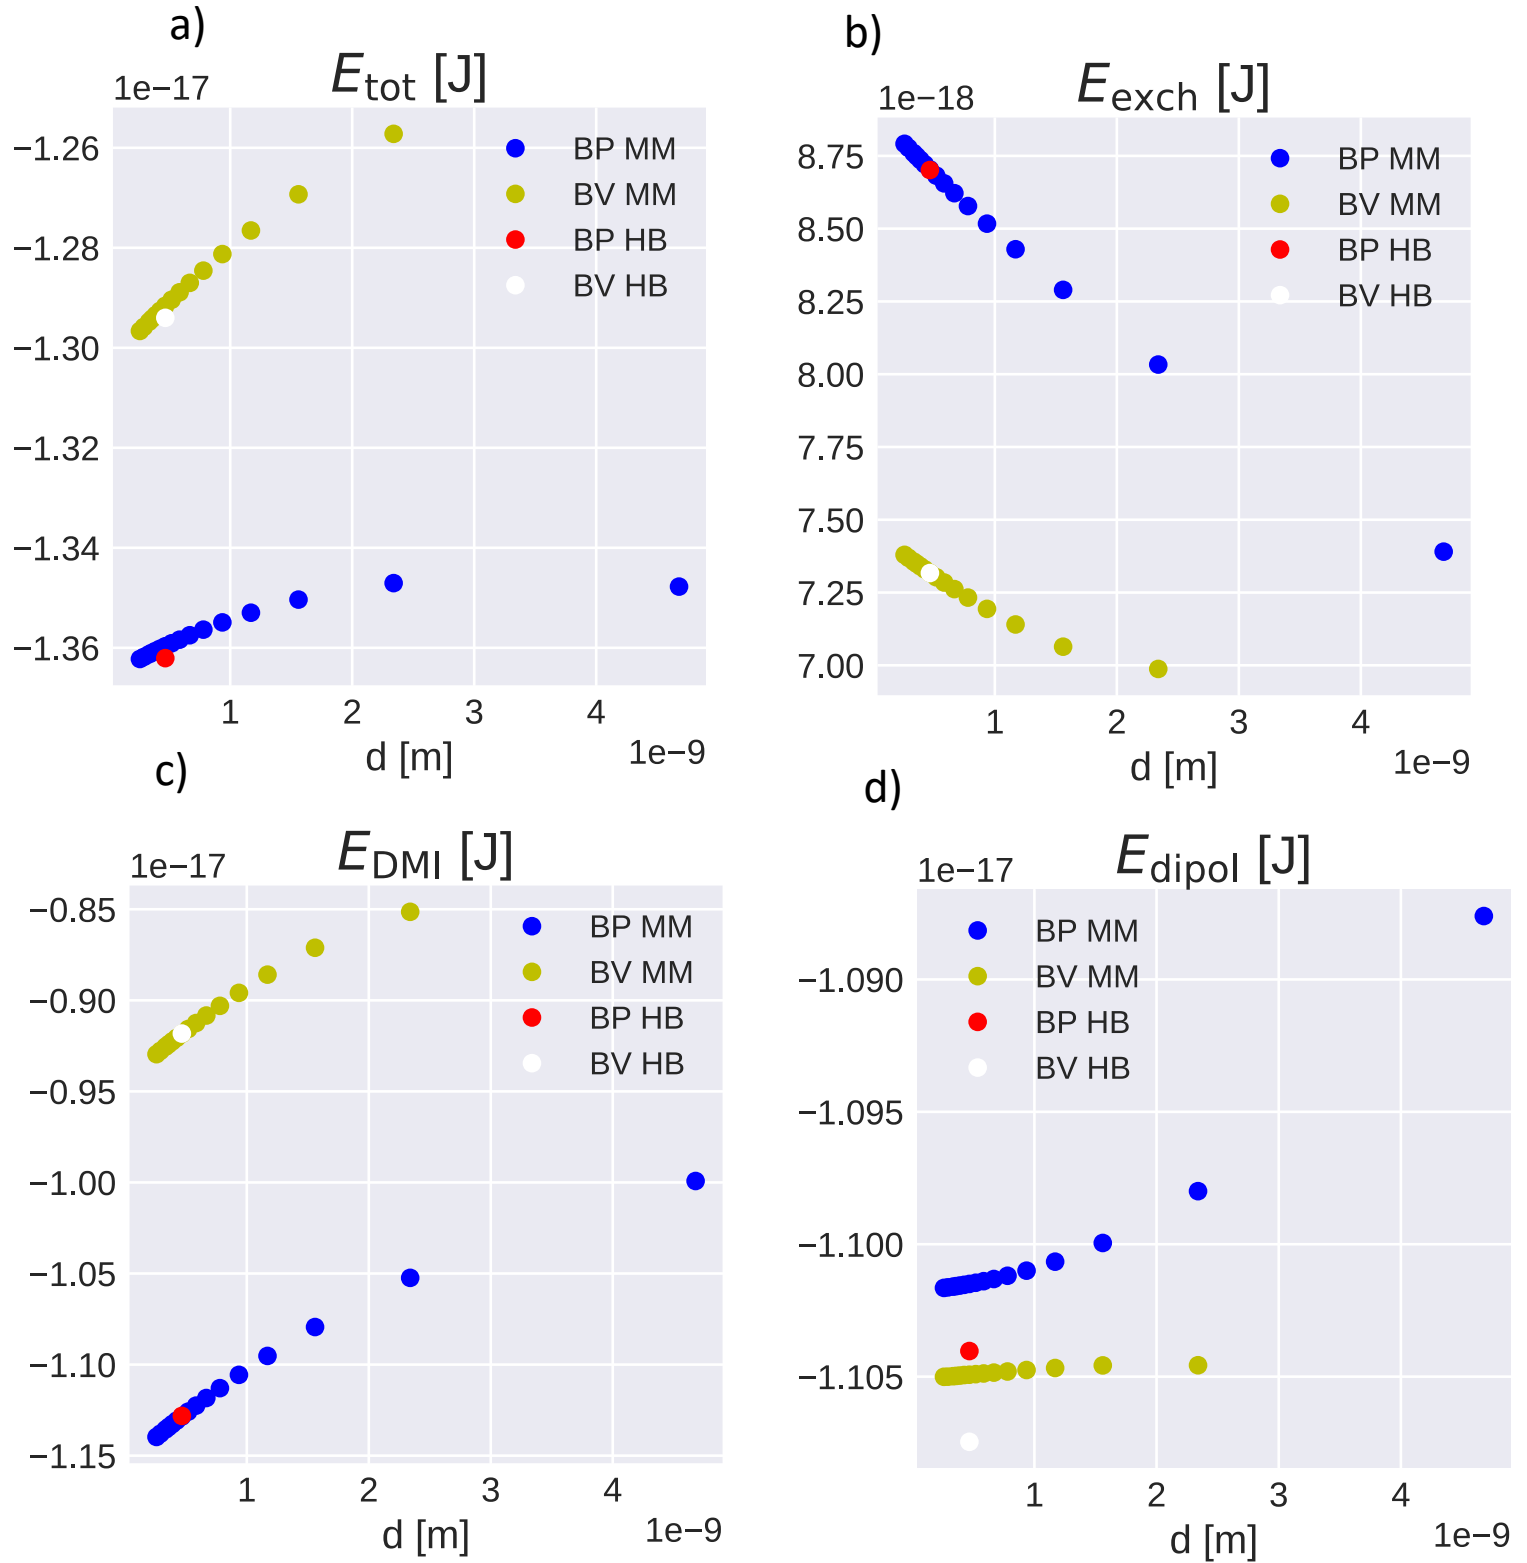 a)
E_tot [J]
1e−17
−1.26
−1.28
−1.30
−1.32
−1.34
−1.36
BP MM
BV MM
BP HB
BV HB
1 2 3 4
d [m]
1e−9
b)
E_exch [J]
1e−18
8.75
8.50
8.25
8.00
7.75
7.50
7.25
7.00
BP MM
BV MM
BP HB
BV HB
1 2 3 4
d [m]
1e−9
c)
E_DMI [J]
1e−17
−0.85
−0.90
−0.95
−1.00
−1.05
−1.10
−1.15
BP MM
BV MM
BP HB
BV HB
1 2 3 4
d [m]
1e−9
d)
E_dipol [J]
1e−17
−1.090
−1.095
−1.100
−1.105
BP MM
BV MM
BP HB
BV HB
1 2 3 4
d [m]
1e−9